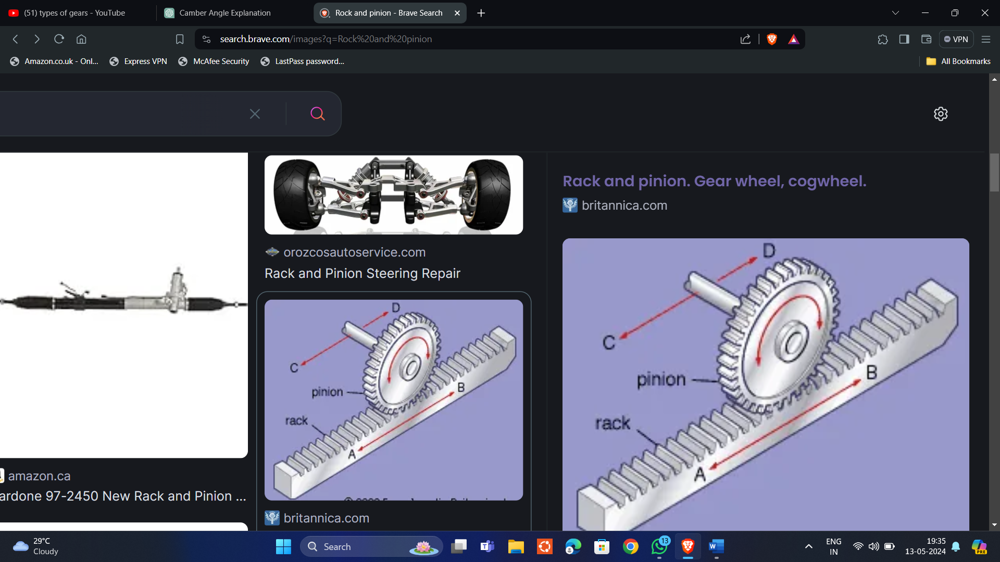 (51) types of gears - YouTube
Camber Angle Explanation
Rock and pinion - Brave Search
search.brave.com/images?q=Rock%20and%20pinion
VPN
Amazon.co.uk - Onl...
Express VPN
McAfee Security
LastPass password...
All Bookmarks
orozcosautoservice.com
Rack and Pinion Steering Repair
D
C
pinion
B
rack
A
britannica.com
amazon.ca
ardone 97-2450 New Rack and Pinion ...
Rack and pinion. Gear wheel, cogwheel.
britannica.com
D
C
pinion
B
rack
A
29°C
Cloudy
Search
13
ENG
IN
19:35
13-05-2024
PRE